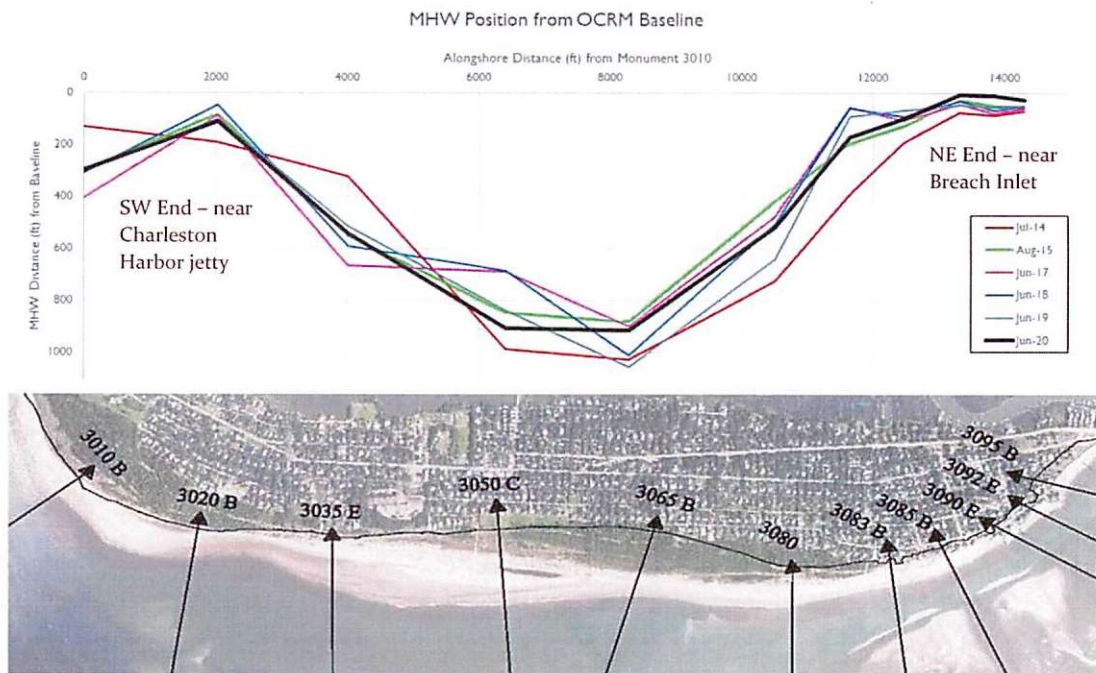 MHW Position from OCRM Baseline
Alongshore Distance (ft) from Monument 3010
0 2000 4000 6000 8000 10000 12000 14000
MHW Distance (ft) from Baseline
0
200
400
600
800
1000
SW End – near
Charleston
Harbor jetty
NE End – near
Breach Inlet
Jul-14
Aug-15
Jun-17
Jun-18
Jun-19
Jun-20
3010 B
3020 B
3035 E
3050 C
3065 B
3080
3083 B
3085 B
3090 E
3092 E
3095 B